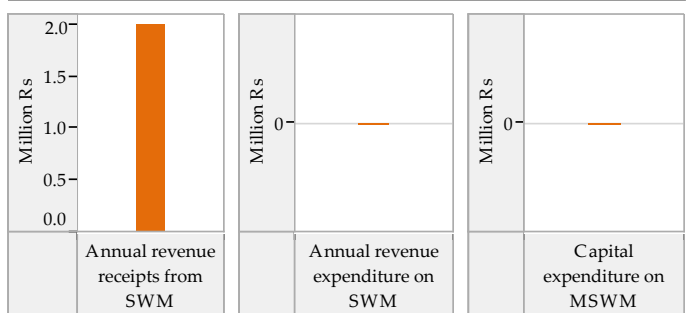 Million Rs
2.0
1.5
1.0
0.5
0.0
Annual revenue
receipts from
SWM
Million Rs
0
Annual revenue
expenditure on
SWM
Million Rs
0
Capital
expenditure on
MSWM